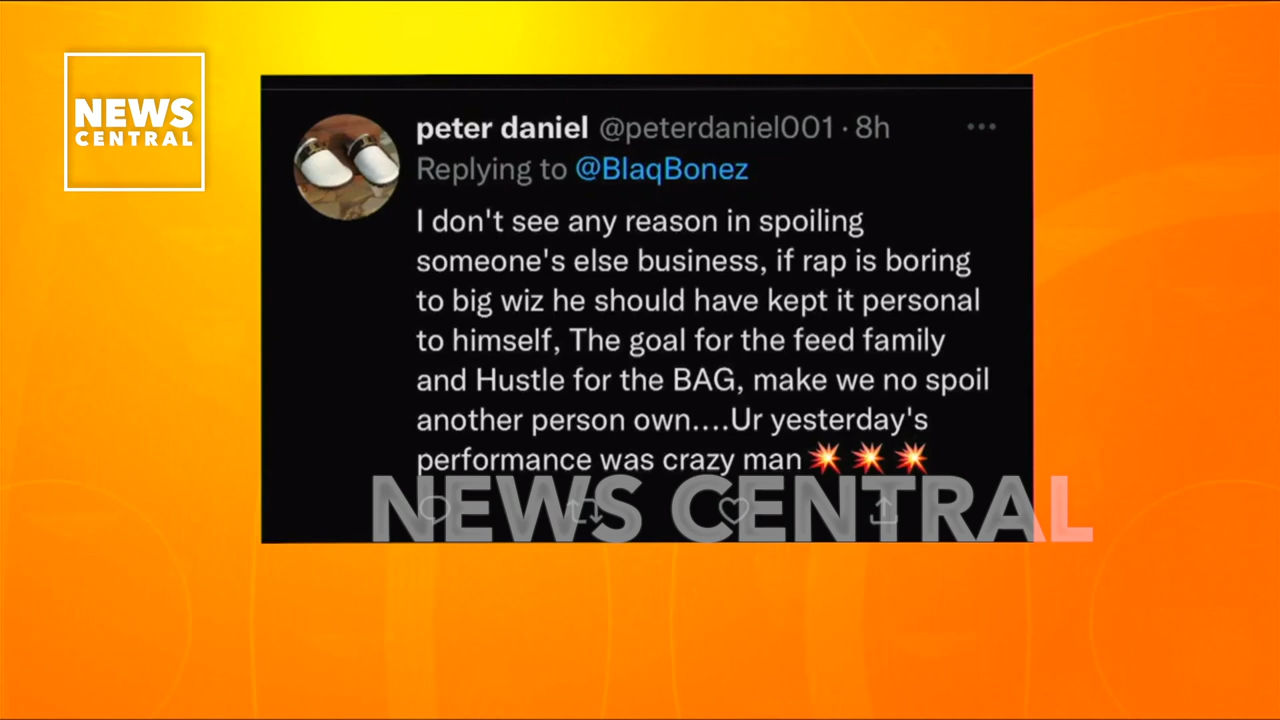 NEWS
CENTRAL
peter daniel @peterdaniel001 · 8h
Replying to @BlaqBonez
I don't see any reason in spoiling
someone's else business, if rap is boring
to big wiz he should have kept it personal
to himself, The goal for the feed family
and Hustle for the BAG, make we no spoil
another person own....Ur yesterday's
performance was crazy man 💥 💥 💥
NEWS CENTRAL